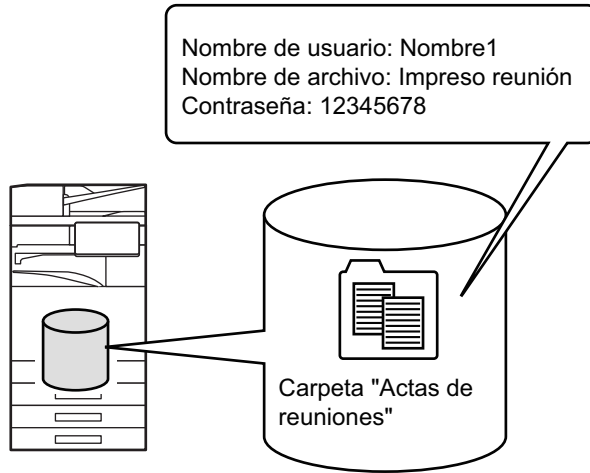 Nombre de usuario: Nombre1
Nombre de archivo: Impreso reunión
Contraseña: 12345678
Carpeta "Actas de
reuniones"